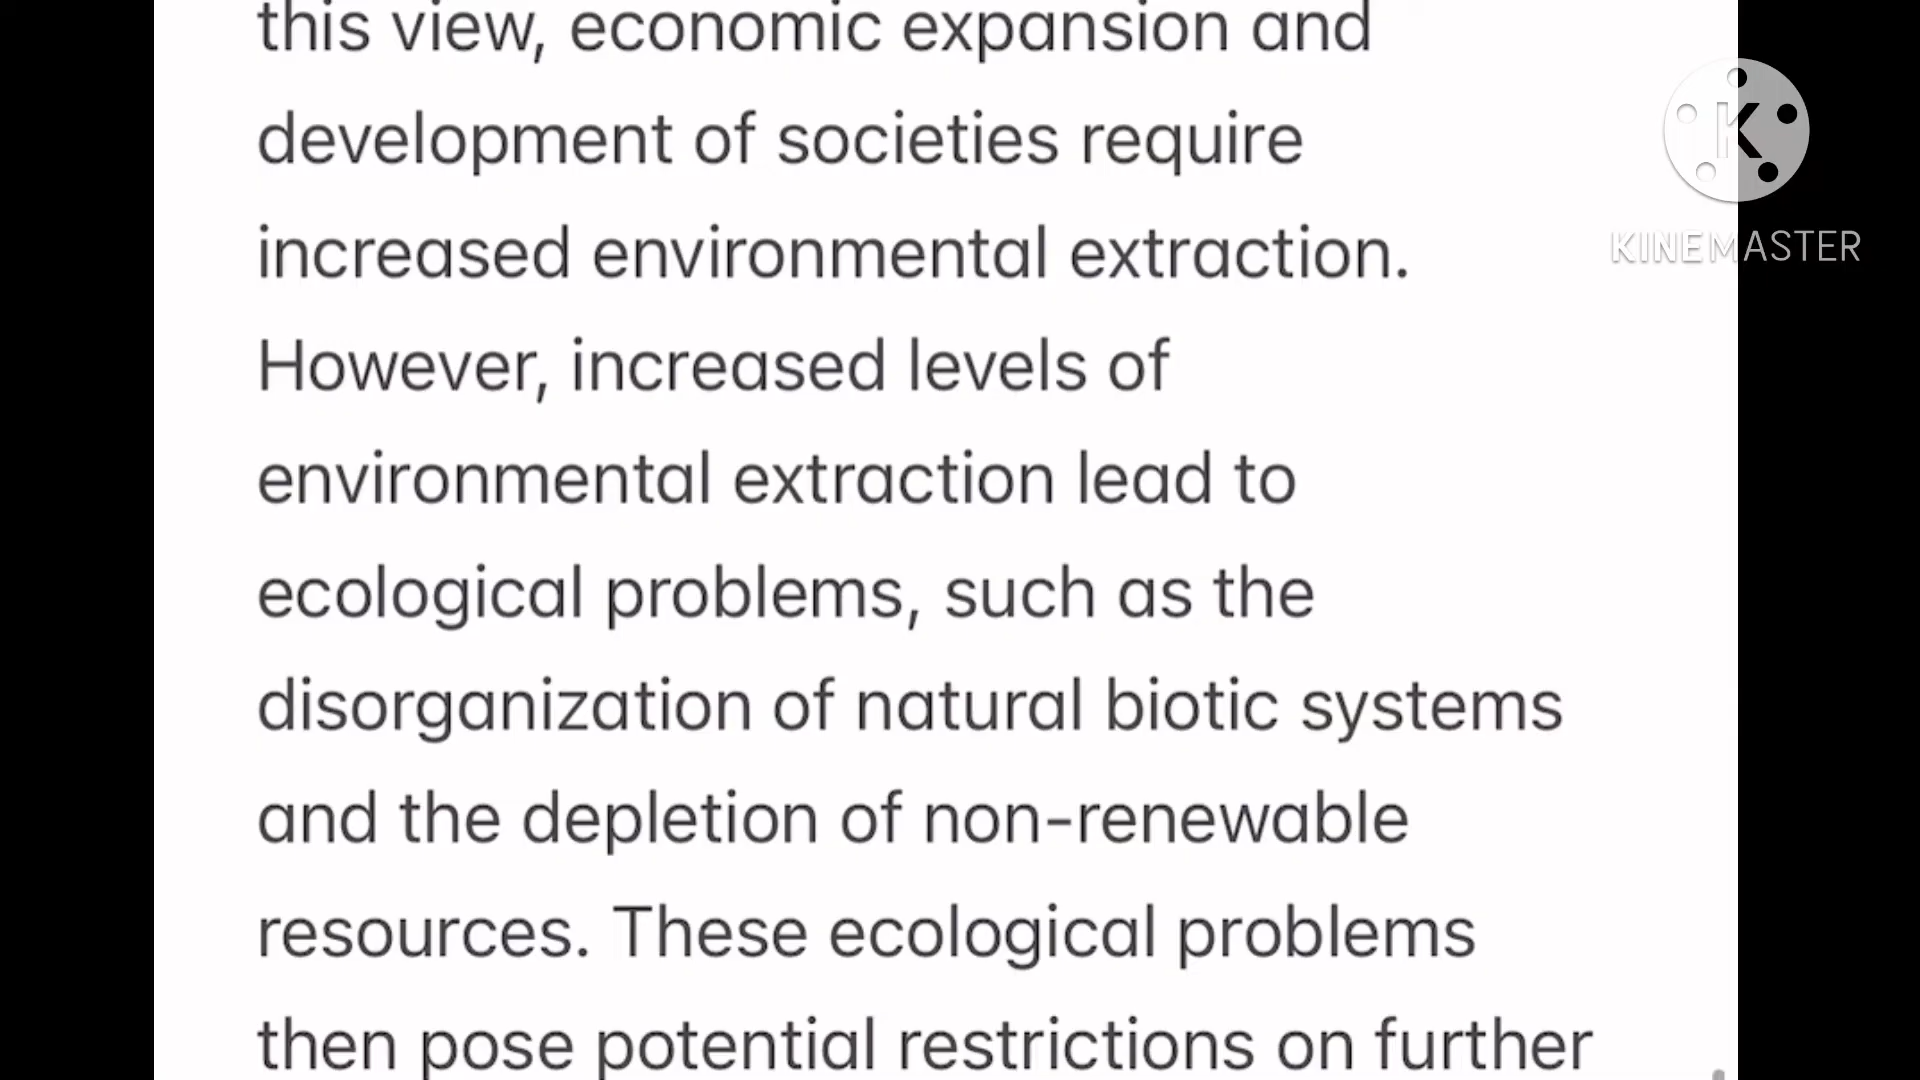 this view, economic expansion and
development of societies require
increased environmental extraction.
However, increased levels of
environmental extraction lead to
ecological problems, such as the
disorganization of natural biotic systems
and the depletion of non-renewable
resources. These ecological problems
then pose potential restrictions on further
K
KINEMASTER